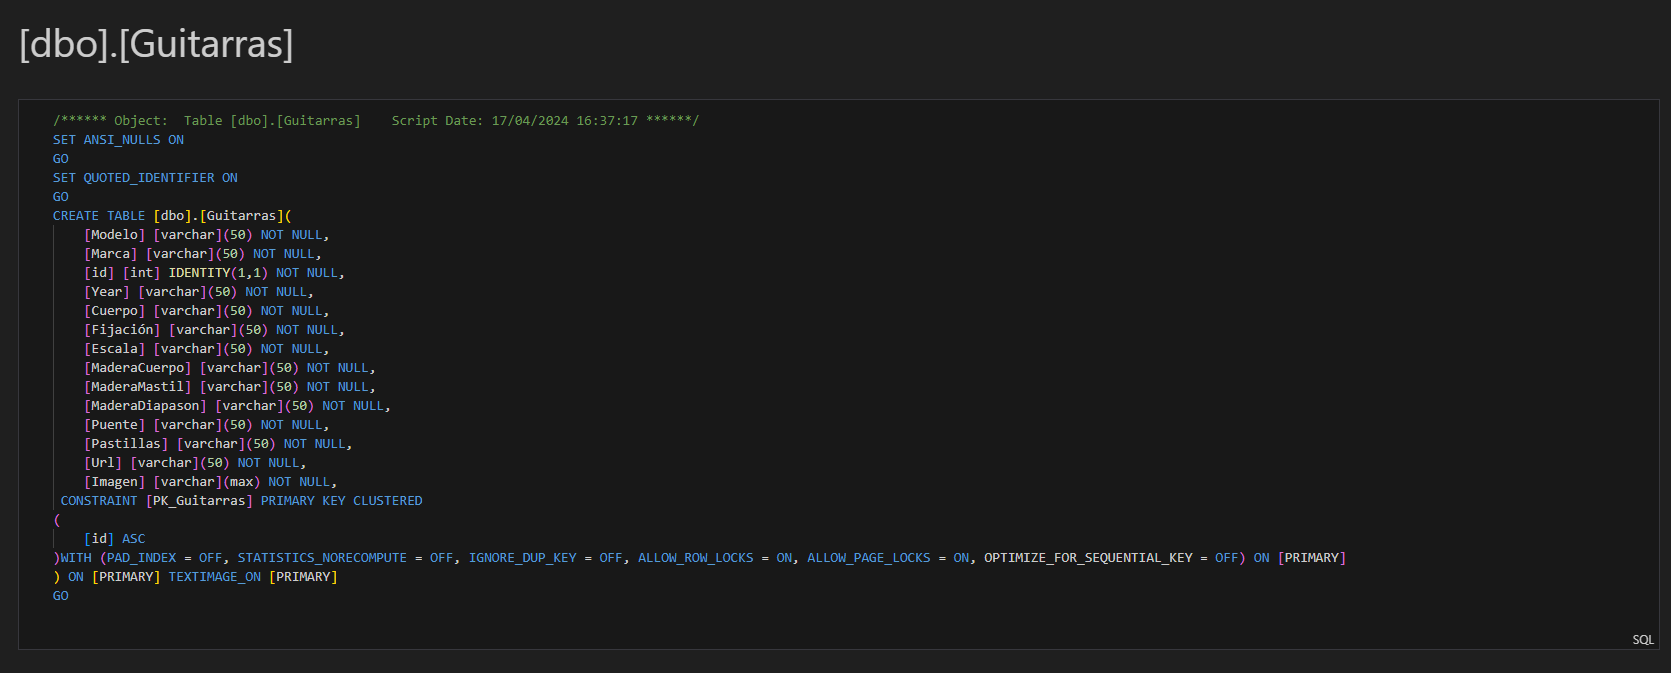 [dbo].[Guitarras]
/****** Object:  Table [dbo].[Guitarras]    Script Date: 17/04/2024 16:37:17 ******/
SET ANSI_NULLS ON
GO
SET QUOTED_IDENTIFIER ON
GO
CREATE TABLE [dbo].[Guitarras](
    [Modelo] [varchar](50) NOT NULL,
    [Marca] [varchar](50) NOT NULL,
    [id] [int] IDENTITY(1,1) NOT NULL,
    [Year] [varchar](50) NOT NULL,
    [Cuerpo] [varchar](50) NOT NULL,
    [Fijación] [varchar](50) NOT NULL,
    [Escala] [varchar](50) NOT NULL,
    [MaderaCuerpo] [varchar](50) NOT NULL,
    [MaderaMastil] [varchar](50) NOT NULL,
    [MaderaDiapason] [varchar](50) NOT NULL,
    [Puente] [varchar](50) NOT NULL,
    [Pastillas] [varchar](50) NOT NULL,
    [Url] [varchar](50) NOT NULL,
    [Imagen] [varchar](max) NOT NULL,
 CONSTRAINT [PK_Guitarras] PRIMARY KEY CLUSTERED
(
    [id] ASC
)WITH (PAD_INDEX = OFF, STATISTICS_NORECOMPUTE = OFF, IGNORE_DUP_KEY = OFF, ALLOW_ROW_LOCKS = ON, ALLOW_PAGE_LOCKS = ON, OPTIMIZE_FOR_SEQUENTIAL_KEY = OFF) ON [PRIMARY]
) ON [PRIMARY] TEXTIMAGE_ON [PRIMARY]
GO
SQL